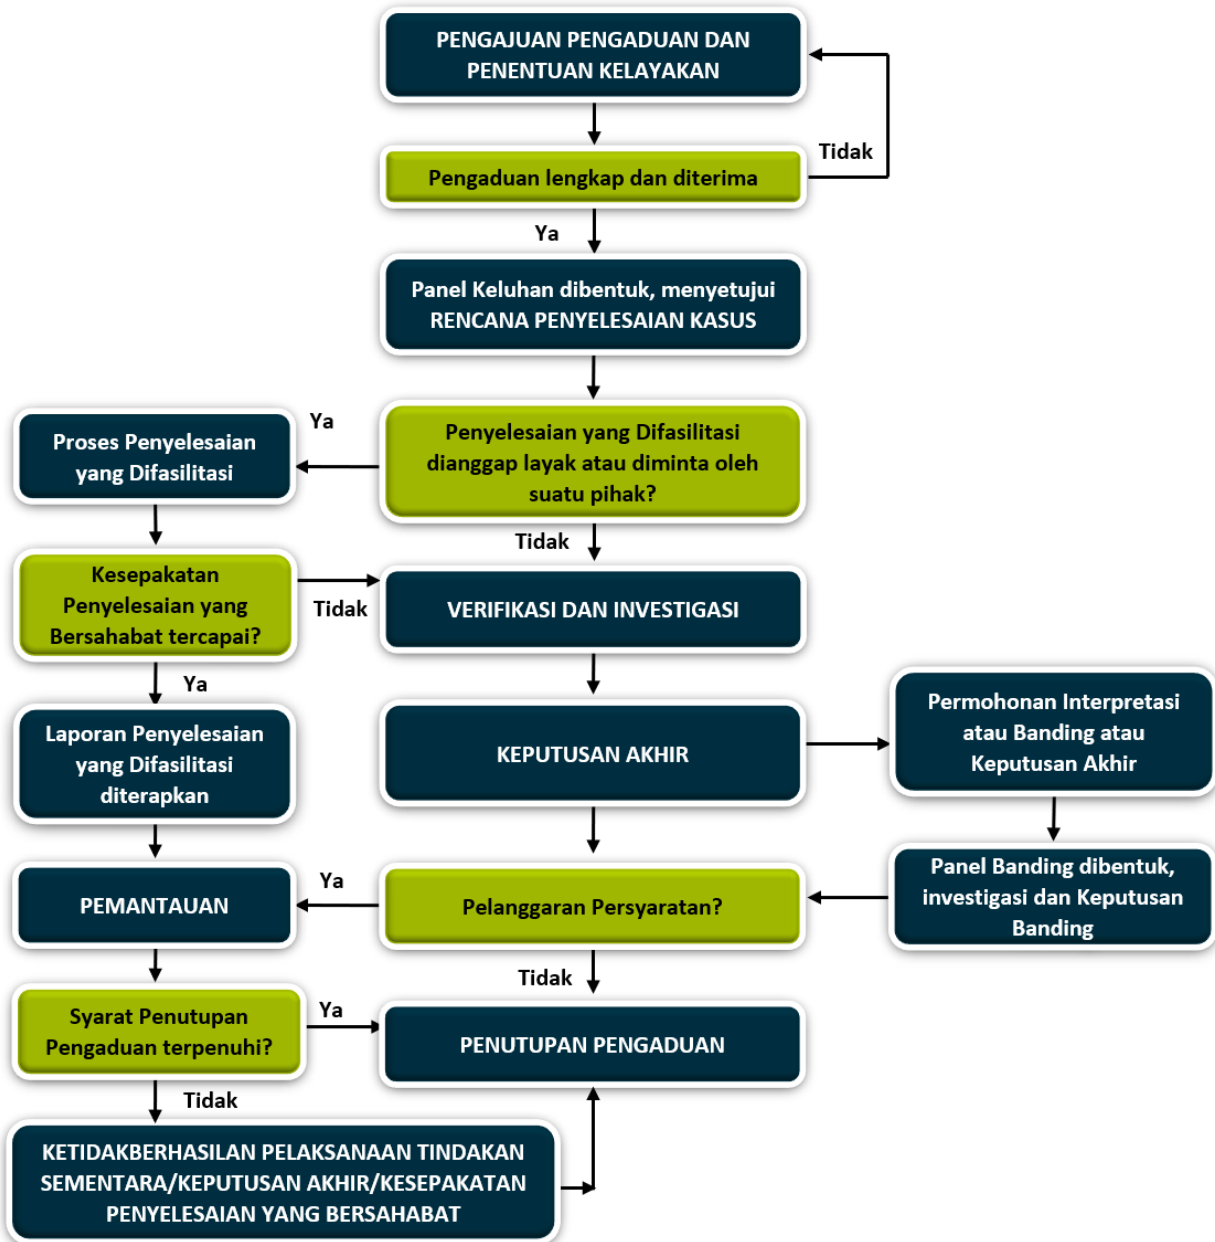 PENGAJUAN PENGADUAN DAN
PENENTUAN KELAYAKAN
Tidak
Pengaduan lengkap dan diterima
Ya
Panel Keluhan dibentuk, menyetujui
RENCANA PENYELESAIAN KASUS
Ya
Penyelesaian yang Difasilitasi
dianggap layak atau diminta oleh
suatu pihak?
Proses Penyelesaian
yang Difasilitasi
Tidak
Kesepakatan
Penyelesaian yang
Bersahabat tercapai?
Tidak
VERIFIKASI DAN INVESTIGASI
Ya
Laporan Penyelesaian
yang Difasilitasi
diterapkan
KEPUTUSAN AKHIR
Permohonan Interpretasi
atau Banding atau
Keputusan Akhir
PEMANTAUAN
Ya
Pelanggaran Persyaratan?
Panel Banding dibentuk,
investigasi dan Keputusan
Banding
Tidak
Syarat Penutupan
Pengaduan terpenuhi?
Ya
PENUTUPAN PENGADUAN
Tidak
KETIDAKBERHASILAN PELAKSANAAN TINDAKAN
SEMENTARA/KEPUTUSAN AKHIR/KESEPAKATAN
PENYELESAIAN YANG BERSAHABAT